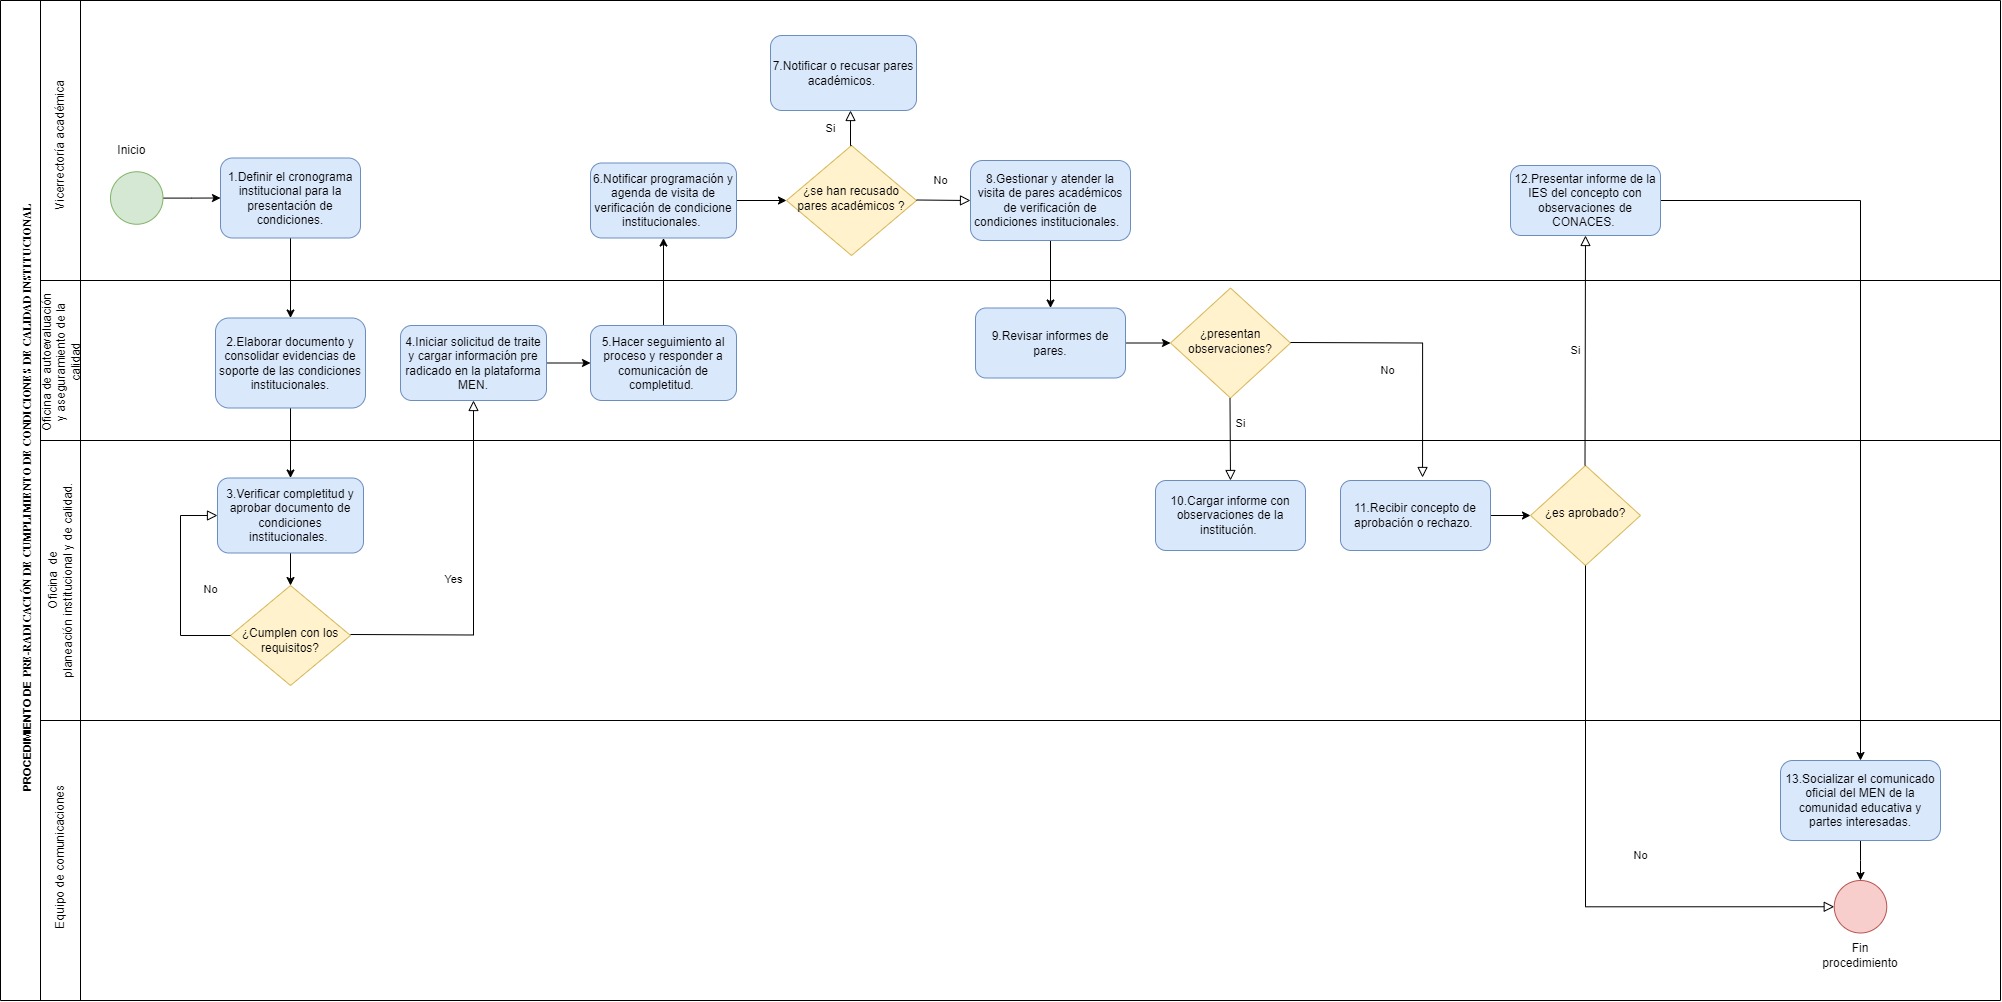 PROCEDIMIENTO DE PRE-RADICACIÓN DE CUMPLIMIENTO DE CONDICIONES DE CALIDAD INSTITUCIONAL
Vicerrectoría académica
Inicio
1.Definir el cronograma
institucional para la
presentación de
condiciones.
6.Notificar programación y
agenda de visita de
verificación de condicione
institucionales.
¿se han recusado
pares académicos ?
Si
7.Notificar o recusar pares
académicos.
No
8.Gestionar y atender la
visita de pares académicos
de verificación de
condiciones institucionales.
12.Presentar informe de la
IES del concepto con
observaciones de
CONACES.
Oficina de autoevaluación
y aseguramiento de la
calidad
2.Elaborar documento y
consolidar evidencias de
soporte de las condiciones
institucionales.
4.Iniciar solicitud de traite
y cargar información pre
radicado en la plataforma
MEN.
5.Hacer seguimiento al
proceso y responder a
comunicación de
completitud.
9.Revisar informes de
pares.
¿presentan
observaciones?
No
Si
Si
Oficina de
planeación institucional y de calidad.
3.Verificar completitud y
aprobar documento de
condiciones
institucionales.
No
Yes
¿Cumplen con los
requisitos?
10.Cargar informe con
observaciones de la
institución.
11.Recibir concepto de
aprobación o rechazo.
¿es aprobado?
Equipo de comunicaciones
13.Socializar el comunicado
oficial del MEN de la
comunidad educativa y
partes interesadas.
No
Fin
procedimiento